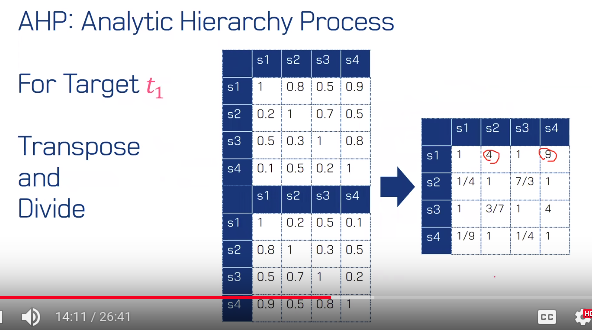 AHP: Analytic Hierarchy Process
For Target t₁
Transpose
and
Divide
s1 s2 s3 s4
s1 1 0.8 0.5 0.9
s2 0.2 1 0.7 0.5
s3 0.5 0.3 1 0.8
s4 0.1 0.5 0.2 1
s1 s2 s3 s4
s1 1 0.2 0.5 0.1
s2 0.8 1 0.3 0.5
s3 0.5 0.7 1 0.2
s4 0.9 0.5 0.8 1
s1 s2 s3 s4
s1 1 4 1 9
s2 1/4 1 7/3 1
s3 1 3/7 1 4
s4 1/9 1 1/4 1
14:11 / 26:41
CC
HD